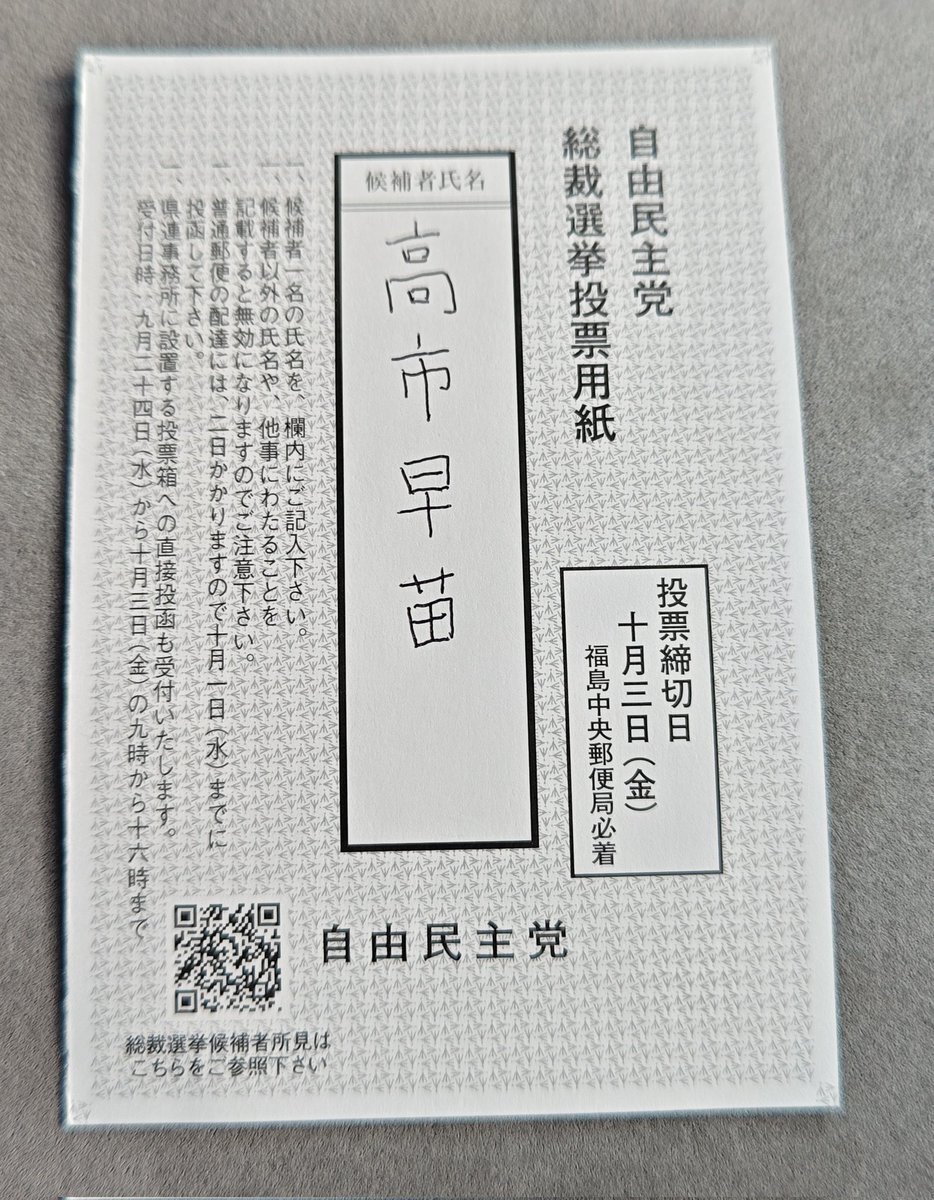 自由民主党
総裁選挙投票用紙
投票締切日
十月三日(金)
福島中央郵便局必着
候補者氏名
高市早苗
一、候補者一名の氏名を、欄内にご記入下さい。
一、候補者以外の氏名や、他事にわたることを
記載すると無効になりますのでご注意下さい。
一、普通郵便の配達には、二日かかりますので十月一日(水)までに
投函して下さい。
一、県連事務所に設置する投票箱への直接投函も受付いたします。
受付日時 九月二十四日(水)から十月三日(金)の九時から十六時まで
自由民主党
総裁選挙候補者所見は
こちらをご参照下さい